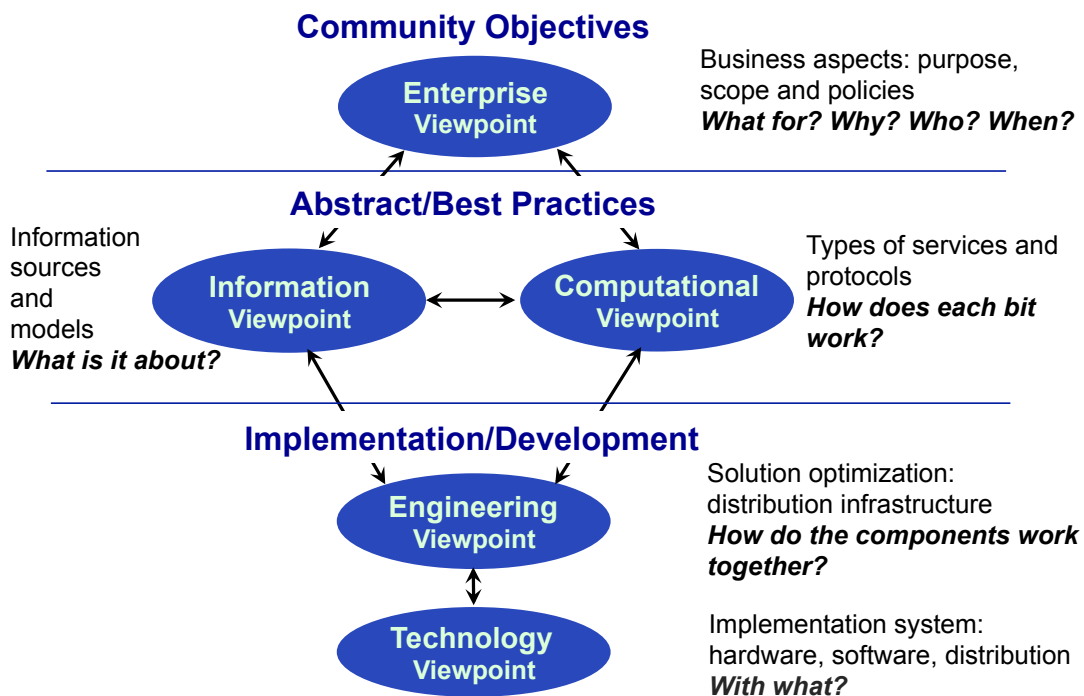 Community Objectives
Enterprise
Viewpoint
Business aspects: purpose,
scope and policies
What for? Why? Who? When?
Abstract/Best Practices
Information
sources
and
models
What is it about?
Information
Viewpoint
Computational
Viewpoint
Types of services and
protocols
How does each bit
work?
Implementation/Development
Engineering
Viewpoint
Solution optimization:
distribution infrastructure
How do the components work
together?
Technology
Viewpoint
Implementation system:
hardware, software, distribution
With what?